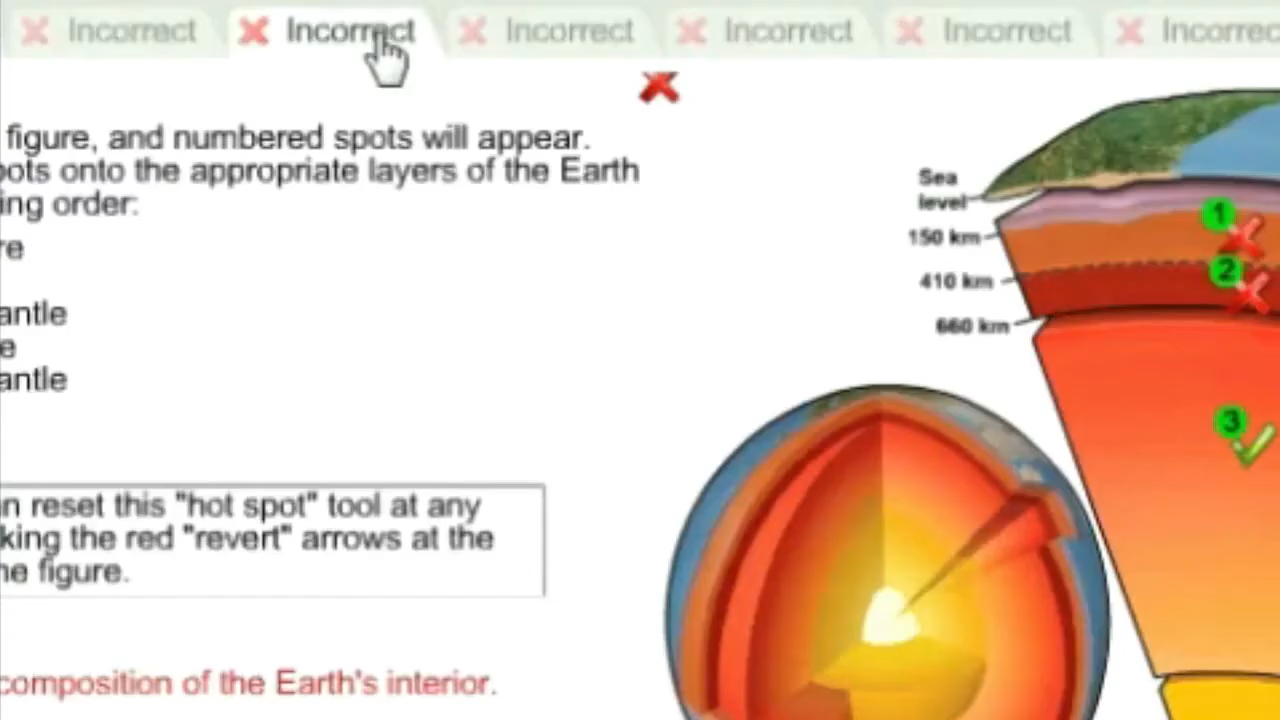 Incorrect Incorrect Incorrect Incorrect Incorrect Incorrec
figure, and numbered spots will appear.
pots onto the appropriate layers of the Earth
ing order:
re
antle
e
antle
n reset this "hot spot" tool at any
king the red "revert" arrows at the
he figure.
composition of the Earth's interior.
Sea
level
150 km
410 km
660 km
1
2
3